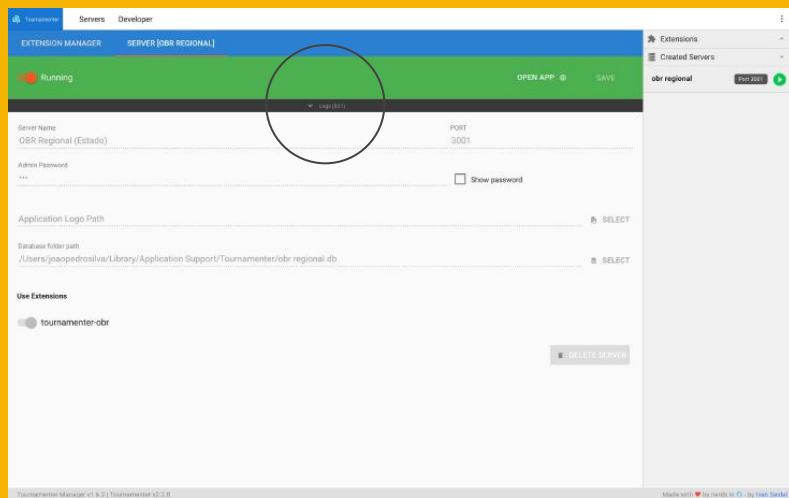 Tournamenter Servers Developer
EXTENSION MANAGER SERVER [OBR REGIONAL]
Extensions
Created Servers
Running OPEN APP SAVE
obr regional Port 3001
Logs (801)
Server Name PORT
OBR Regional (Estado) 3001
Admin Password
•••
Show password
Application Logo Path SELECT
Database folder path
/Users/joaopedrosilva/Library/Application Support/Tournamenter/obr regional.db SELECT
Use Extensions
tournamenter-obr
DELETE SERVER
Tournamenter Manager v1.6.2 | Tournamenter v2.2.8 Made with ❤ by nerds in - by Ivan Seidel